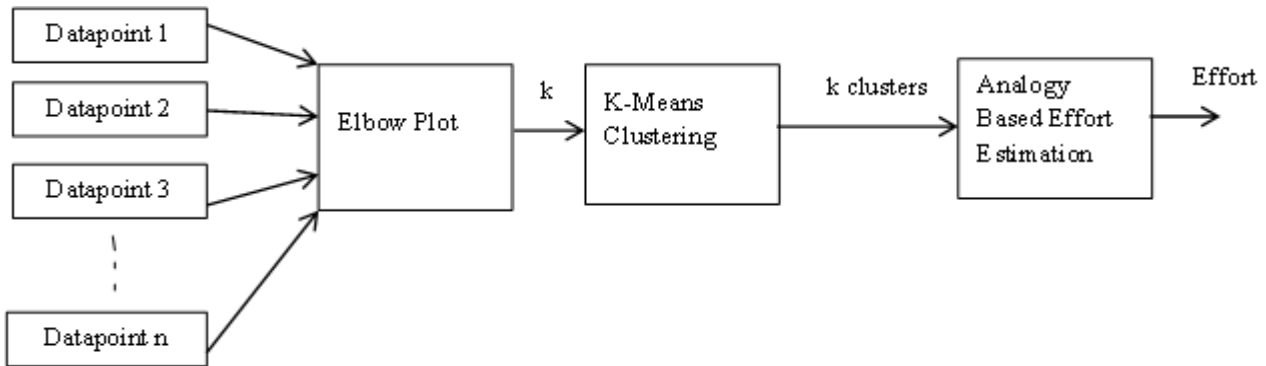 Datapoint 1
Datapoint 2
Datapoint 3
Datapoint n
Elbow Plot
k
K-Means
Clustering
k clusters
Analogy
Based Effort
Estimation
Effort